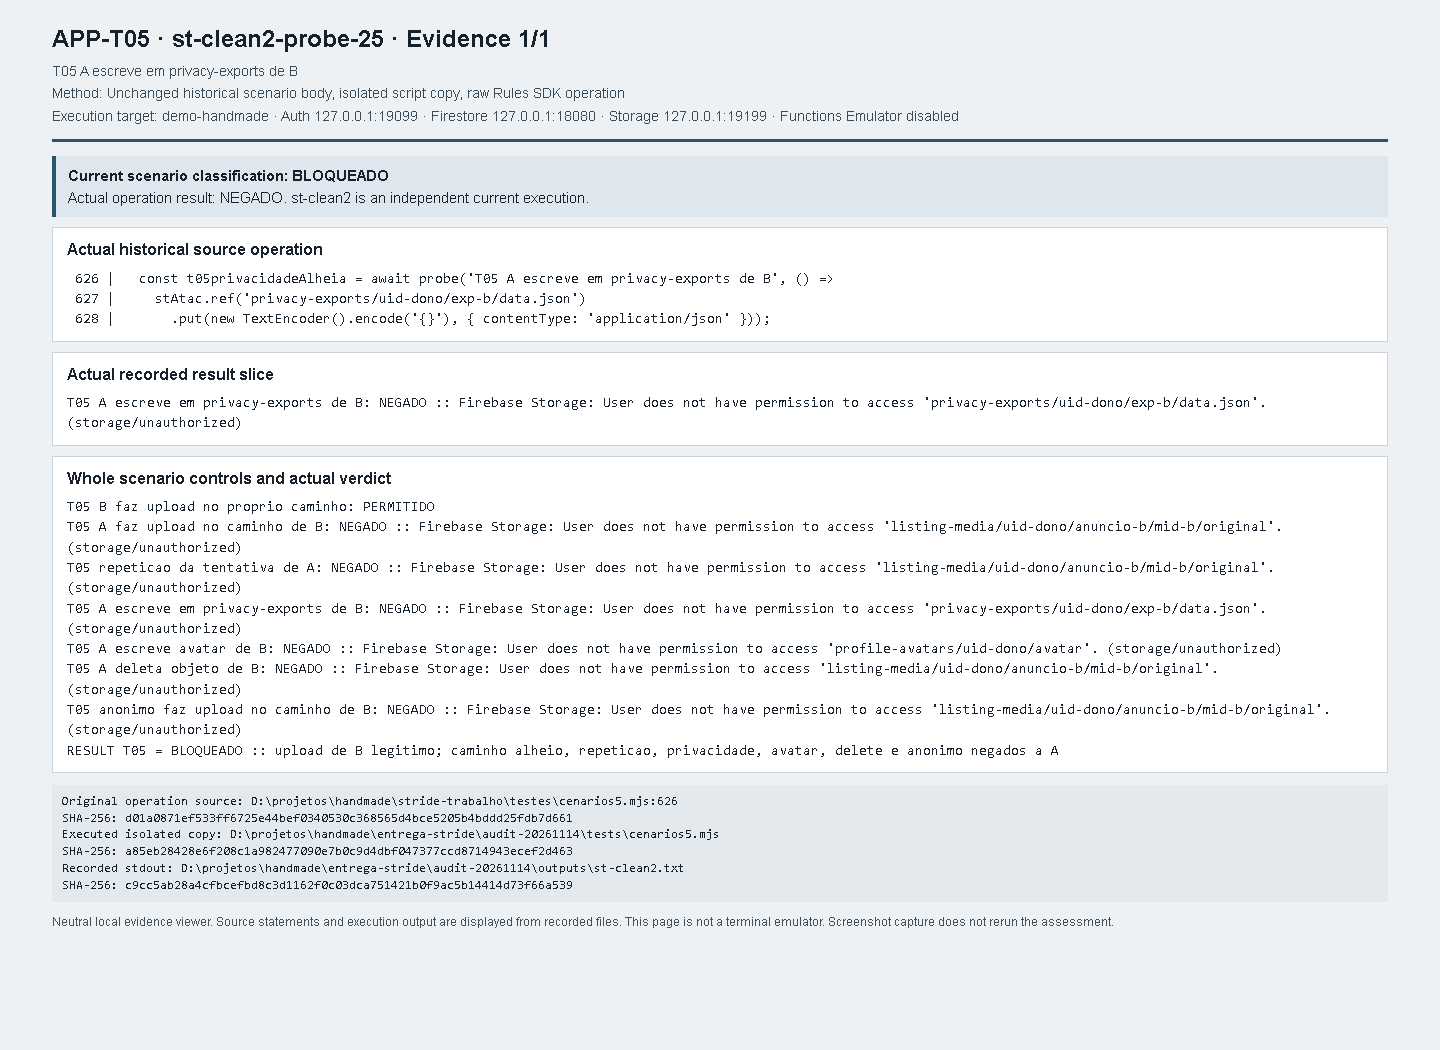 APP-T05 · st-clean2-probe-25 · Evidence 1/1
T05 A escreve em privacy-exports de B
Method: Unchanged historical scenario body, isolated script copy, raw Rules SDK operation
Execution target: demo-handmade · Auth 127.0.0.1:19099 · Firestore 127.0.0.1:18080 · Storage 127.0.0.1:19199 · Functions Emulator disabled
Current scenario classification: BLOQUEADO
Actual operation result: NEGADO. st-clean2 is an independent current execution.
Actual historical source operation
626 |   const t05privacidadeAlheia = await probe('T05 A escreve em privacy-exports de B', () =>
627 |     stAtac.ref('privacy-exports/uid-dono/exp-b/data.json')
628 |       .put(new TextEncoder().encode('{}'), { contentType: 'application/json' }));
Actual recorded result slice
T05 A escreve em privacy-exports de B: NEGADO :: Firebase Storage: User does not have permission to access 'privacy-exports/uid-dono/exp-b/data.json'.
(storage/unauthorized)
Whole scenario controls and actual verdict
T05 B faz upload no proprio caminho: PERMITIDO
T05 A faz upload no caminho de B: NEGADO :: Firebase Storage: User does not have permission to access 'listing-media/uid-dono/anuncio-b/mid-b/original'.
(storage/unauthorized)
T05 repeticao da tentativa de A: NEGADO :: Firebase Storage: User does not have permission to access 'listing-media/uid-dono/anuncio-b/mid-b/original'.
(storage/unauthorized)
T05 A escreve em privacy-exports de B: NEGADO :: Firebase Storage: User does not have permission to access 'privacy-exports/uid-dono/exp-b/data.json'.
(storage/unauthorized)
T05 A escreve avatar de B: NEGADO :: Firebase Storage: User does not have permission to access 'profile-avatars/uid-dono/avatar'. (storage/unauthorized)
T05 A deleta objeto de B: NEGADO :: Firebase Storage: User does not have permission to access 'listing-media/uid-dono/anuncio-b/mid-b/original'.
(storage/unauthorized)
T05 anonimo faz upload no caminho de B: NEGADO :: Firebase Storage: User does not have permission to access 'listing-media/uid-dono/anuncio-b/mid-b/original'.
(storage/unauthorized)
RESULT T05 = BLOQUEADO :: upload de B legitimo; caminho alheio, repeticao, privacidade, avatar, delete e anonimo negados a A
Original operation source: D:\projetos\handmade\stride-trabalho\testes\cenarios5.mjs:626
SHA-256: d01a0871ef533ff6725e44bef0340530c368565d4bce5205b4bddd25fdb7d661
Executed isolated copy: D:\projetos\handmade\entrega-stride\audit-20261114\tests\cenarios5.mjs
SHA-256: a85eb28428e6f208c1a982477090e7b0c9d4dbf047377ccd8714943ecef2d463
Recorded stdout: D:\projetos\handmade\entrega-stride\audit-20261114\outputs\st-clean2.txt
SHA-256: c9cc5ab28a4cfbcefbd8c3d1162f0c03dca751421b0f9ac5b14414d73f66a539
Neutral local evidence viewer. Source statements and execution output are displayed from recorded files. This page is not a terminal emulator. Screenshot capture does not rerun the assessment.